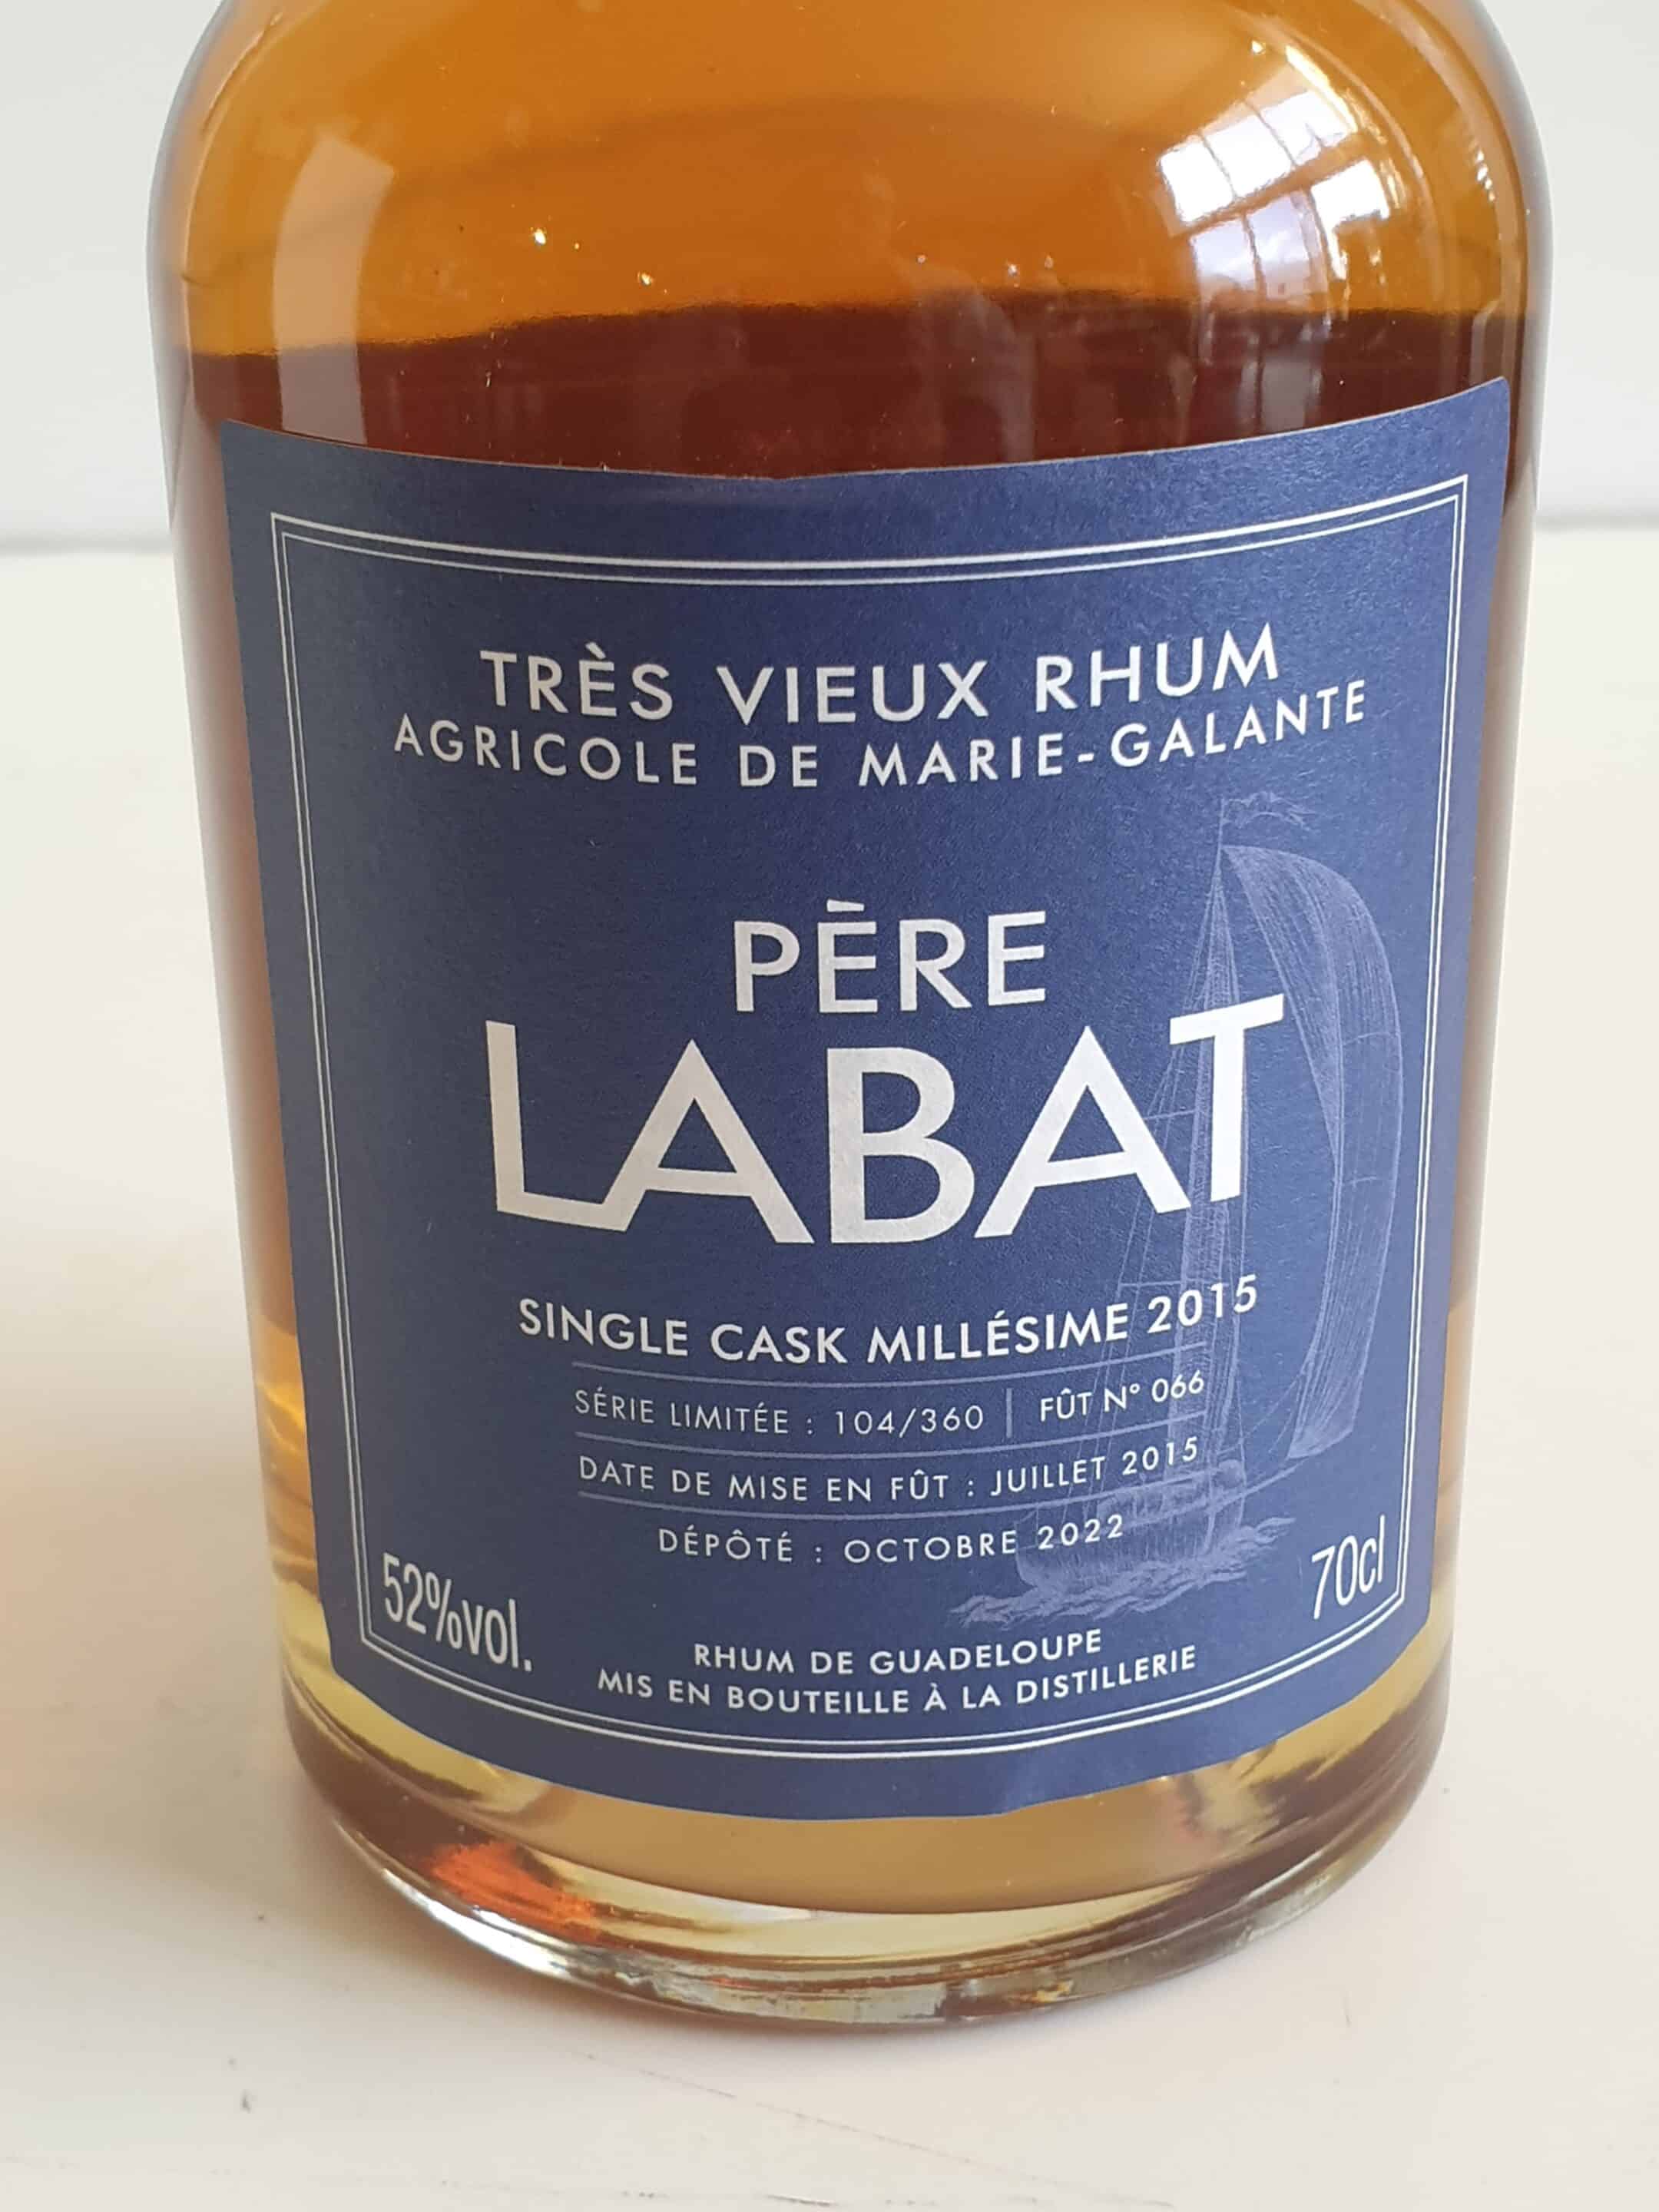 TRÈS VIEUX RHUM
AGRICOLE DE MARIE-GALANTE
PÈRE
LABAT
SINGLE CASK MILLÉSIME 2015
SÉRIE LIMITÉE : 104/360 | FÛT N° 066
DATE DE MISE EN FÛT : JUILLET 2015
DÉPÔTÉ : OCTOBRE 2022
52%vol.
70cl
RHUM DE GUADELOUPE
MIS EN BOUTEILLE À LA DISTILLERIE